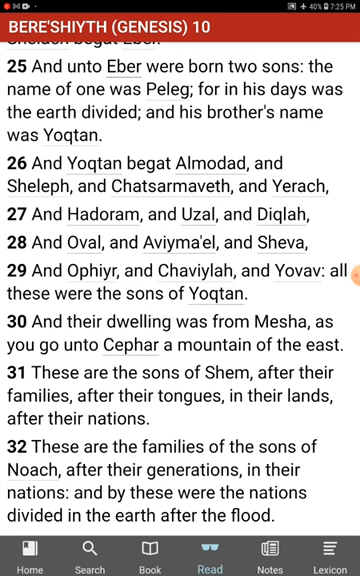 40% 7:25 PM
BERE'SHIYTH (GENESIS) 10
25 And unto Eber were born two sons: the
name of one was Peleg; for in his days was
the earth divided; and his brother's name
was Yoqtan.
26 And Yoqtan begat Almodad, and
Sheleph, and Chatsarmaveth, and Yerach,
27 And Hadoram, and Uzal, and Diqlah,
28 And Oval, and Aviyma'el, and Sheva,
29 And Ophiyr, and Chaviylah, and Yovav: all
these were the sons of Yoqtan.
30 And their dwelling was from Mesha, as
you go unto Cephar a mountain of the east.
31 These are the sons of Shem, after their
families, after their tongues, in their lands,
after their nations.
32 These are the families of the sons of
Noach, after their generations, in their
nations: and by these were the nations
divided in the earth after the flood.
Home Search Book Read Notes Lexicon